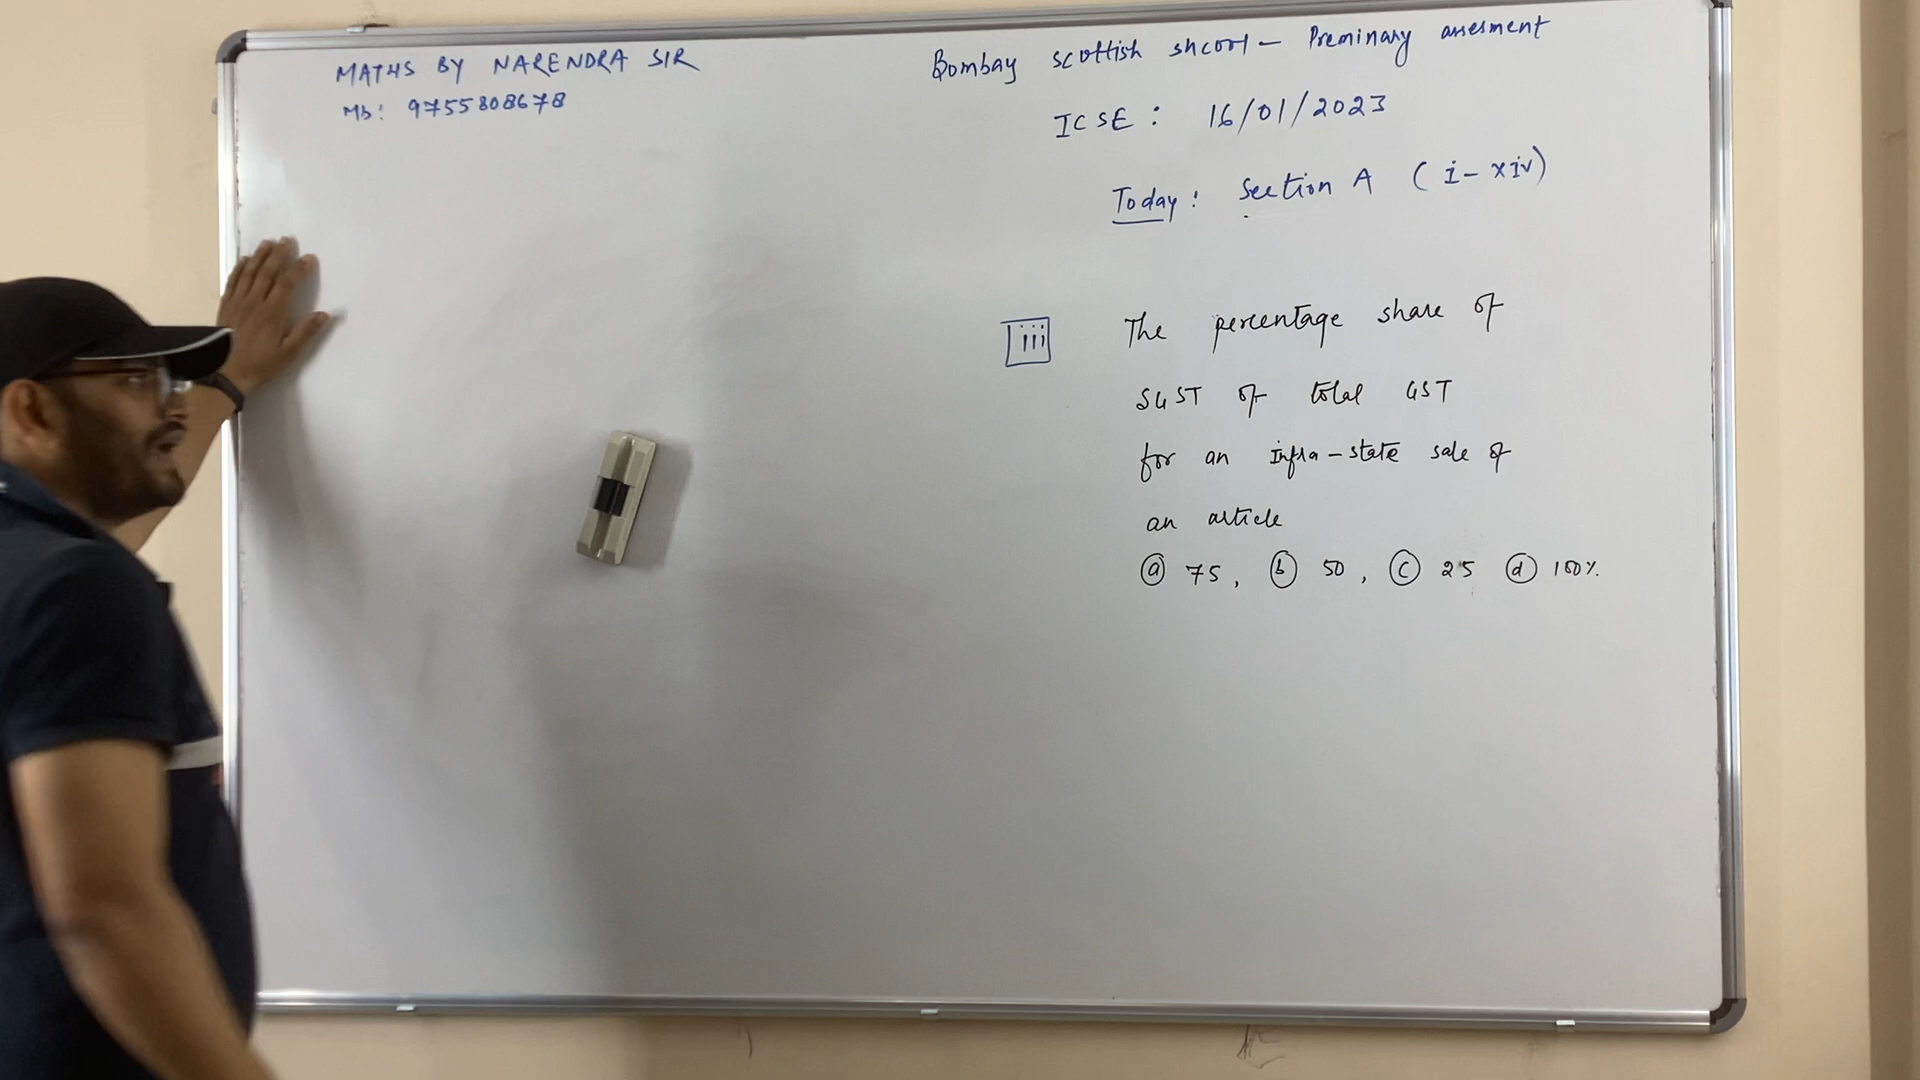 MATHS BY NARENDRA SIR
Mb: 9755808678
Bombay scottish shcool - Preminary assesment
ICSE : 16/01/2023
Today : Section A (i - xiv)
iii The percentage share of
SGST of total GST
for an Infra-state sale of
an article
(a) 75, (b) 50, (c) 25 (d) 100%.